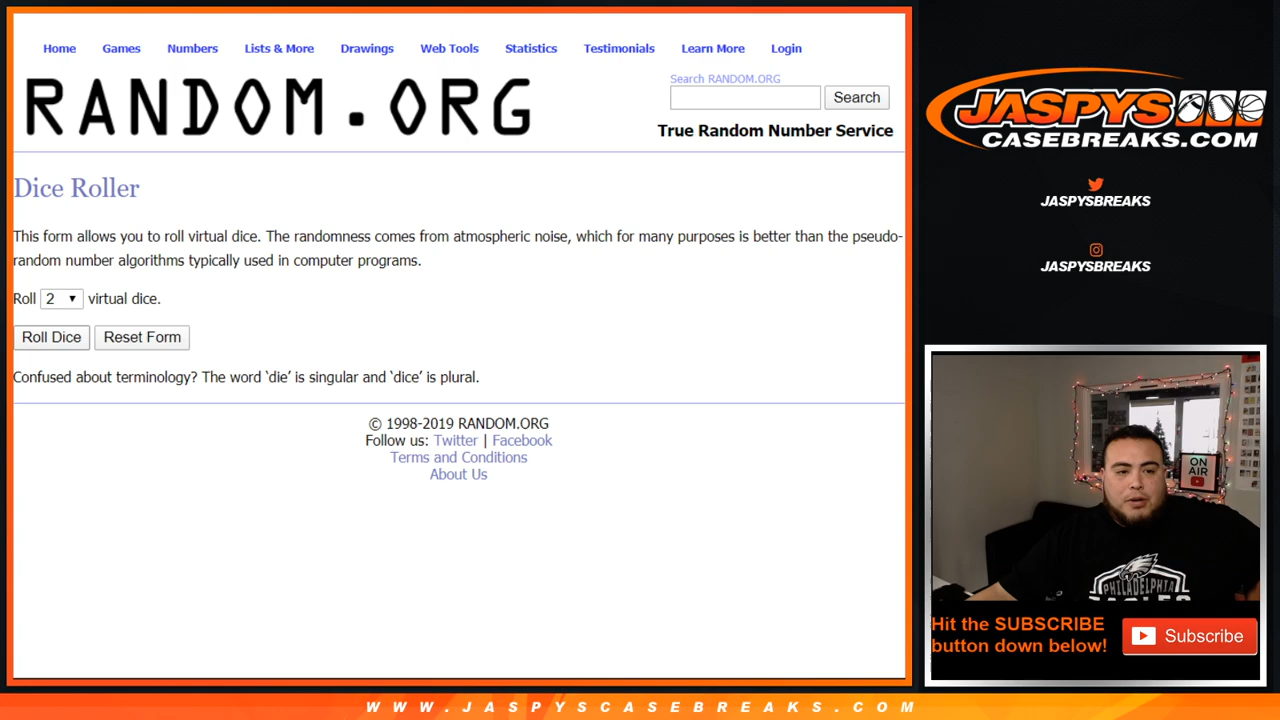 Home Games Numbers Lists & More Drawings Web Tools Statistics Testimonials Learn More Login
RANDOM.ORG
Search RANDOM.ORG
Search
True Random Number Service
Dice Roller
This form allows you to roll virtual dice. The randomness comes from atmospheric noise, which for many purposes is better than the pseudo-
random number algorithms typically used in computer programs.
Roll 2 virtual dice.
Roll Dice Reset Form
Confused about terminology? The word ‘die’ is singular and ‘dice’ is plural.
© 1998-2019 RANDOM.ORG
Follow us: Twitter | Facebook
Terms and Conditions
About Us
JASPYS
CASEBREAKS.COM
JASPYSBREAKS
JASPYSBREAKS
ON
AIR
PHILADELPHIA
EAGLES
Hit the SUBSCRIBE
button down below!
Subscribe
WWW.JASPYSCASEBREAKS.COM